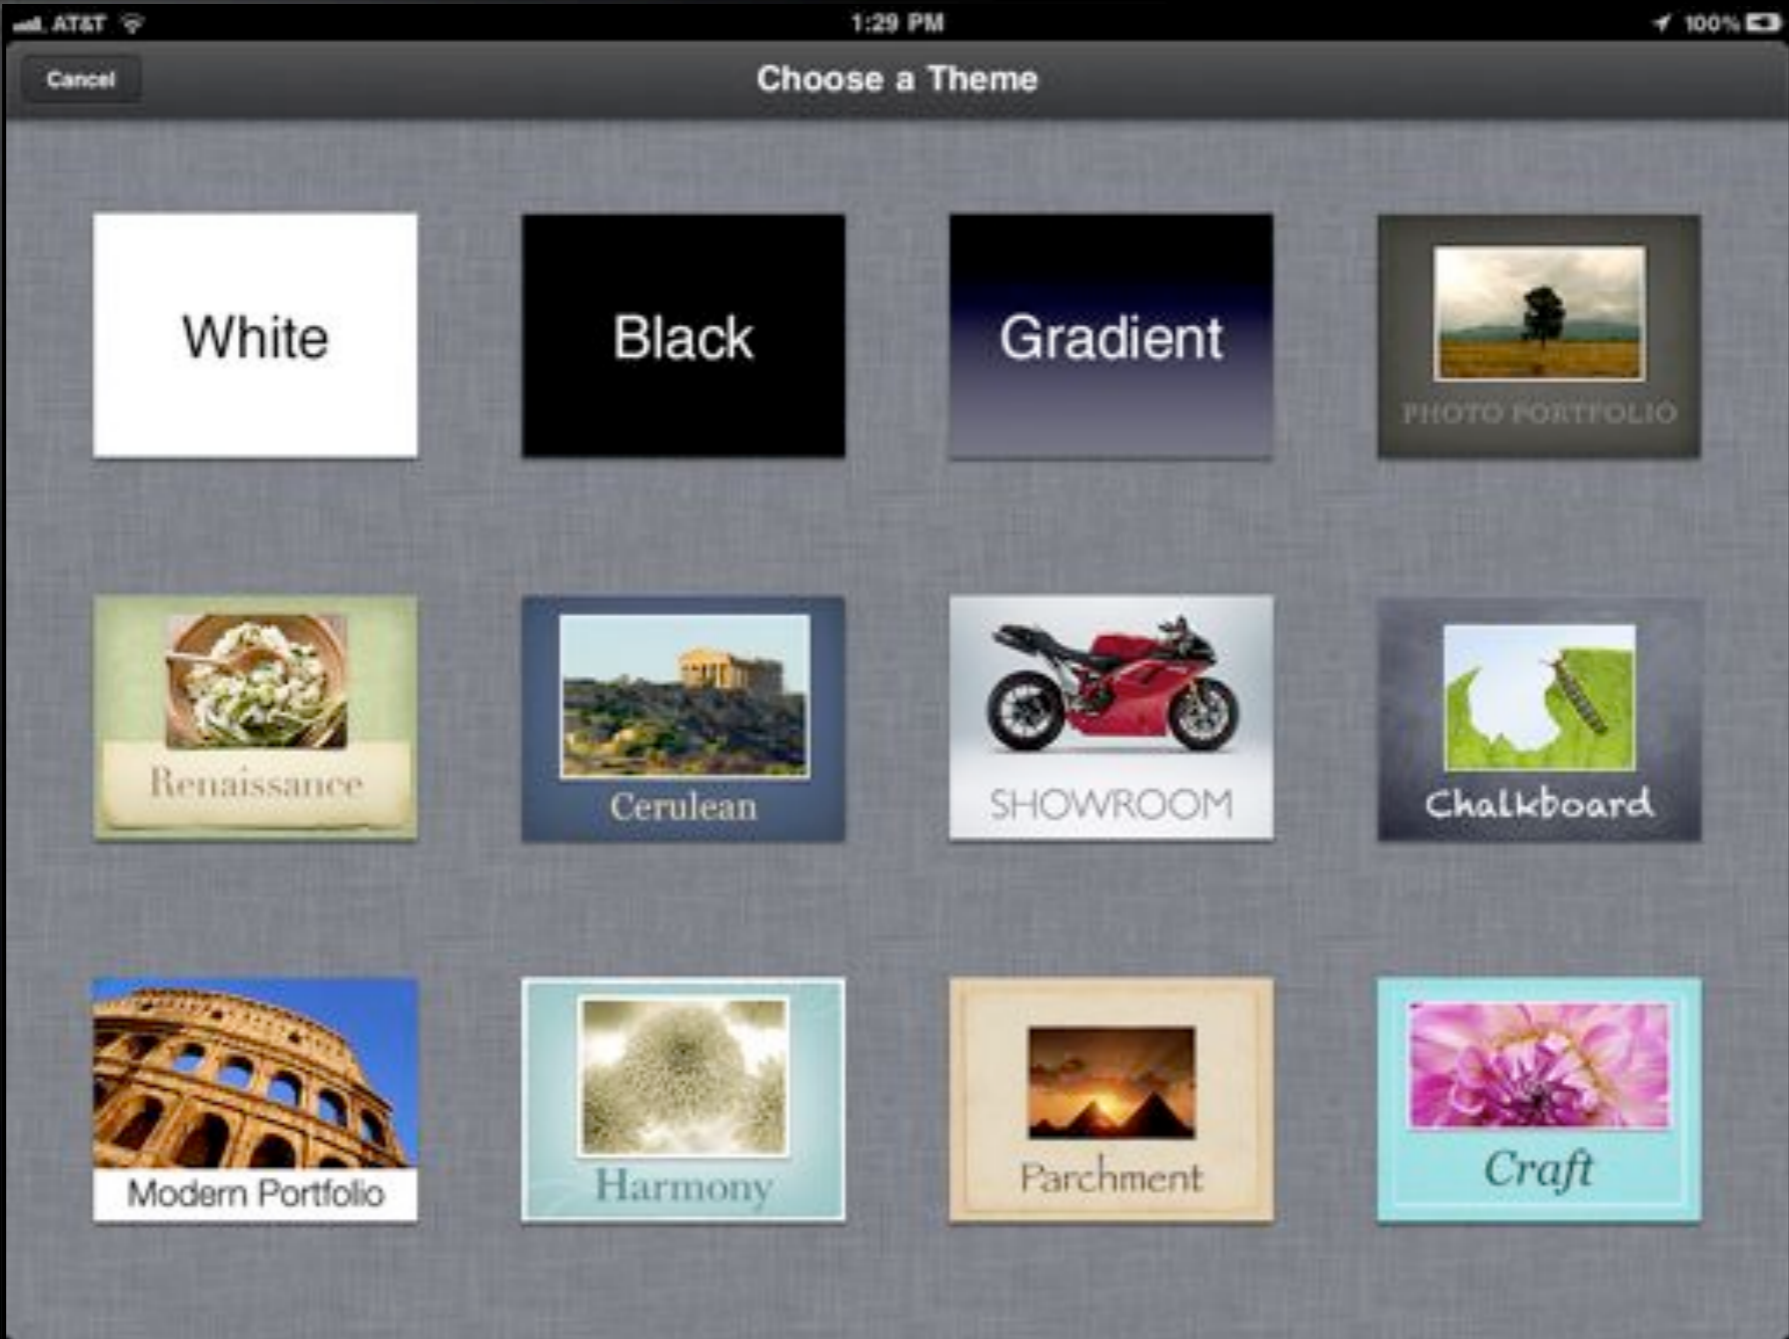 AT&T 1:29 PM 100%
Cancel Choose a Theme
White Black Gradient PHOTO PORTFOLIO
Renaissance Cerulean SHOWROOM Chalkboard
Modern Portfolio Harmony Parchment Craft